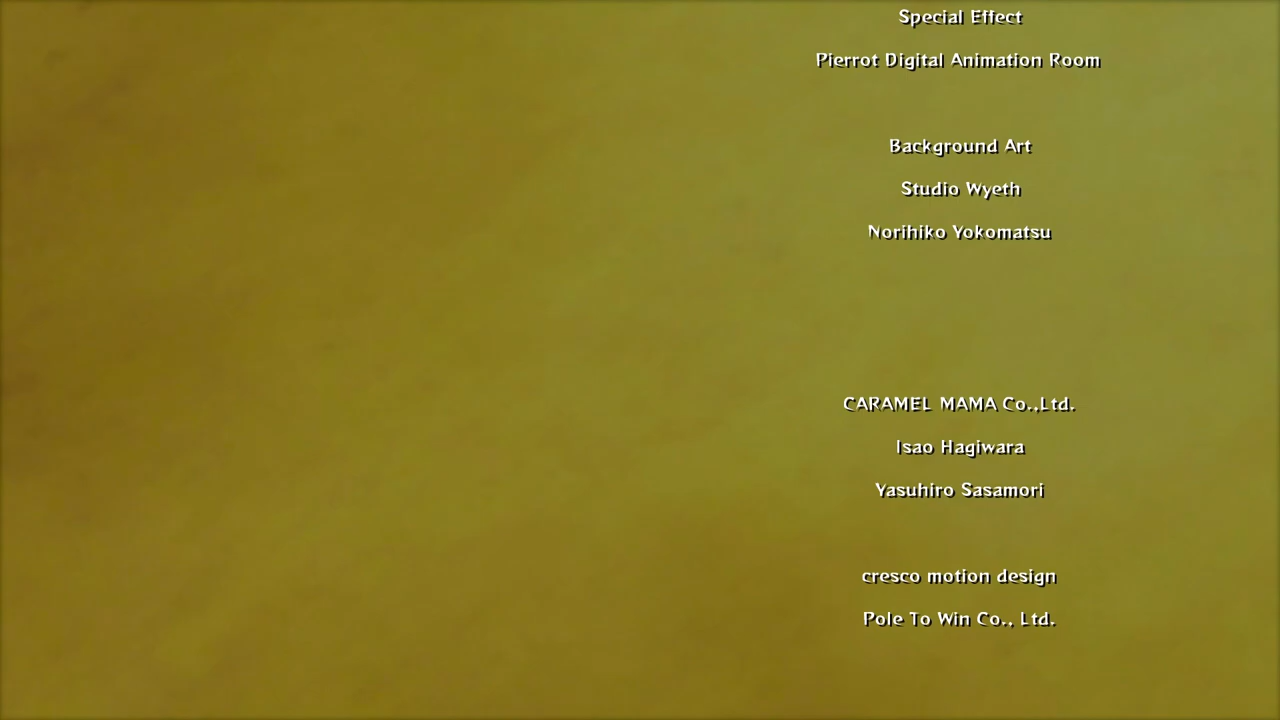 Special Effect
Pierrot Digital Animation Room
Background Art
Studio Wyeth
Norihiko Yokomatsu
CARAMEL MAMA Co.,Ltd.
Isao Hagiwara
Yasuhiro Sasamori
cresco motion design
Pole To Win Co., Ltd.